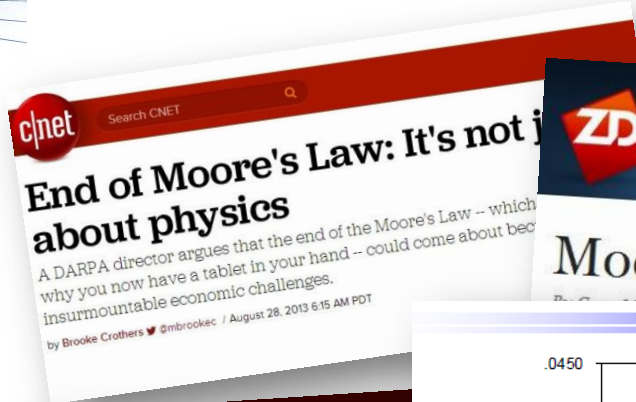 c|net
Search CNET
End of Moore's Law: It's not j
about physics
A DARPA director argues that the end of the Moore's Law -- which
why you now have a tablet in your hand -- could come about bec
insurmountable economic challenges.
by Brooke Crothers @mbrookec / August 28, 2013 6:15 AM PDT
ZD
Moo
.0450